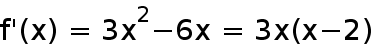 f'(x) = 3x²−6x = 3x(x−2)